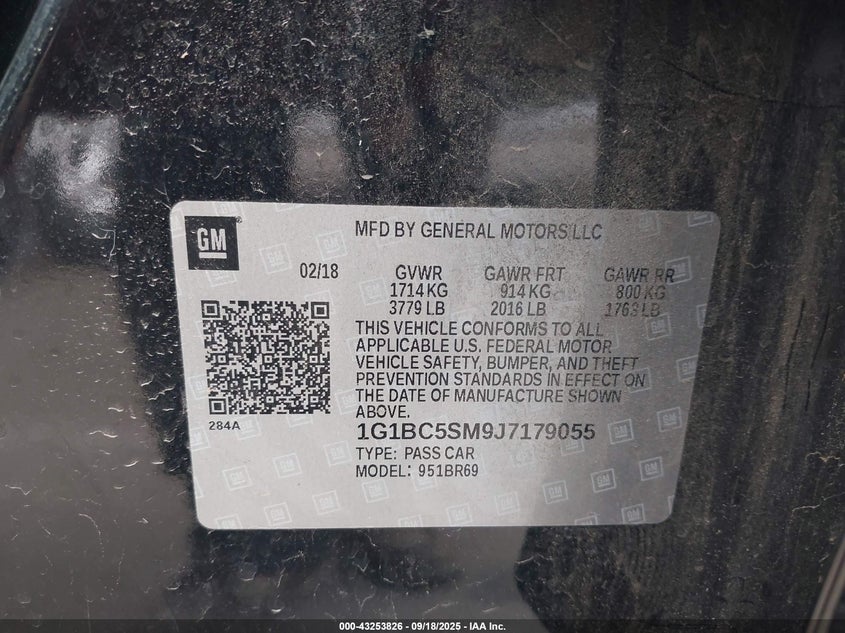 GM
MFD BY GENERAL MOTORS LLC
02/18 GVWR GAWR FRT GAWR RR
1714 KG 914 KG 800 KG
3779 LB 2016 LB 1763 LB
THIS VEHICLE CONFORMS TO ALL
APPLICABLE U.S. FEDERAL MOTOR
VEHICLE SAFETY, BUMPER, AND THEFT
PREVENTION STANDARDS IN EFFECT ON
THE DATE OF MANUFACTURE SHOWN
ABOVE.
284A
1G1BC5SM9J7179055
TYPE: PASS CAR
MODEL: 951BR69
000-43253826 - 09/18/2025 - IAA Inc.